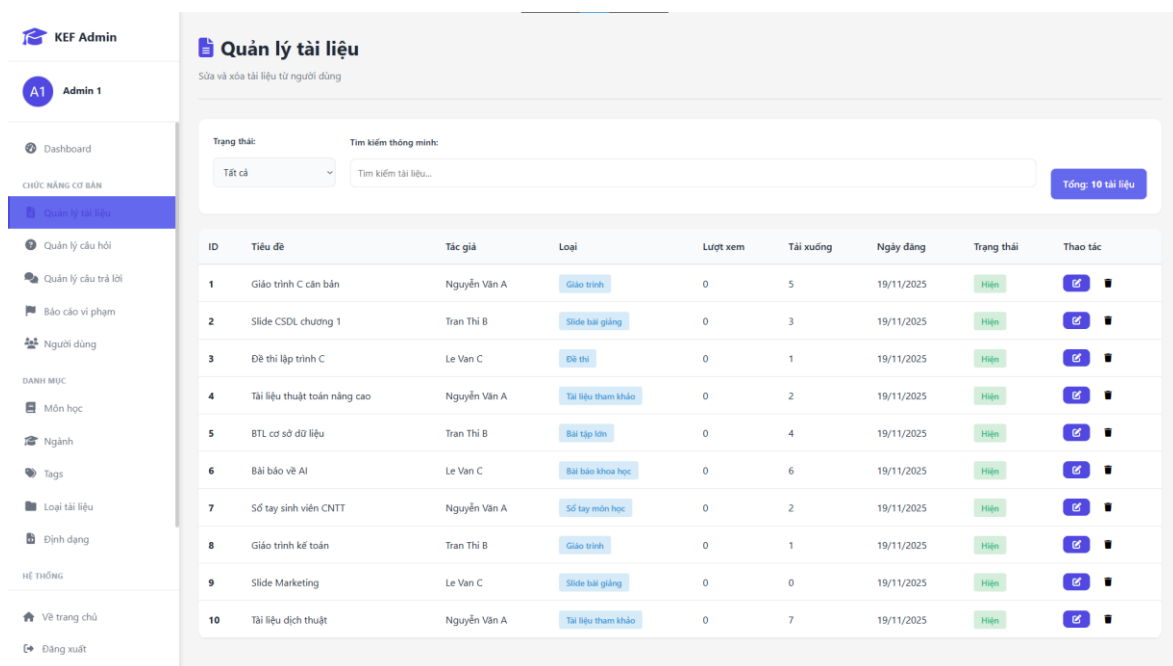 KEF Admin
A1 Admin 1
Dashboard
CHỨC NĂNG CƠ BẢN
Quản lý tài liệu
Quản lý câu hỏi
Quản lý câu trả lời
Báo cáo vi phạm
Người dùng
DANH MỤC
Môn học
Ngành
Tags
Loại tài liệu
Định dạng
HỆ THỐNG
Về trang chủ
Đăng xuất
Quản lý tài liệu
Sửa và xóa tài liệu từ người dùng
Trạng thái: Tìm kiếm thông minh:
Tất cả Tìm kiếm tài liệu... Tổng: 10 tài liệu
ID Tiêu đề Tác giả Loại Lượt xem Tải xuống Ngày đăng Trạng thái Thao tác
1 Giáo trình C căn bản Nguyễn Văn A Giáo trình 0 5 19/11/2025 Hiện
2 Slide CSDL chương 1 Tran Thi B Slide bài giảng 0 3 19/11/2025 Hiện
3 Đề thi lập trình C Le Van C Đề thi 0 1 19/11/2025 Hiện
4 Tài liệu thuật toán nâng cao Nguyễn Văn A Tài liệu tham khảo 0 2 19/11/2025 Hiện
5 BTL cơ sở dữ liệu Tran Thi B Bài tập lớn 0 4 19/11/2025 Hiện
6 Bài báo về AI Le Van C Bài báo khoa học 0 6 19/11/2025 Hiện
7 Sổ tay sinh viên CNTT Nguyễn Văn A Sổ tay môn học 0 2 19/11/2025 Hiện
8 Giáo trình kế toán Tran Thi B Giáo trình 0 1 19/11/2025 Hiện
9 Slide Marketing Le Van C Slide bài giảng 0 0 19/11/2025 Hiện
10 Tài liệu dịch thuật Nguyễn Văn A Tài liệu tham khảo 0 7 19/11/2025 Hiện